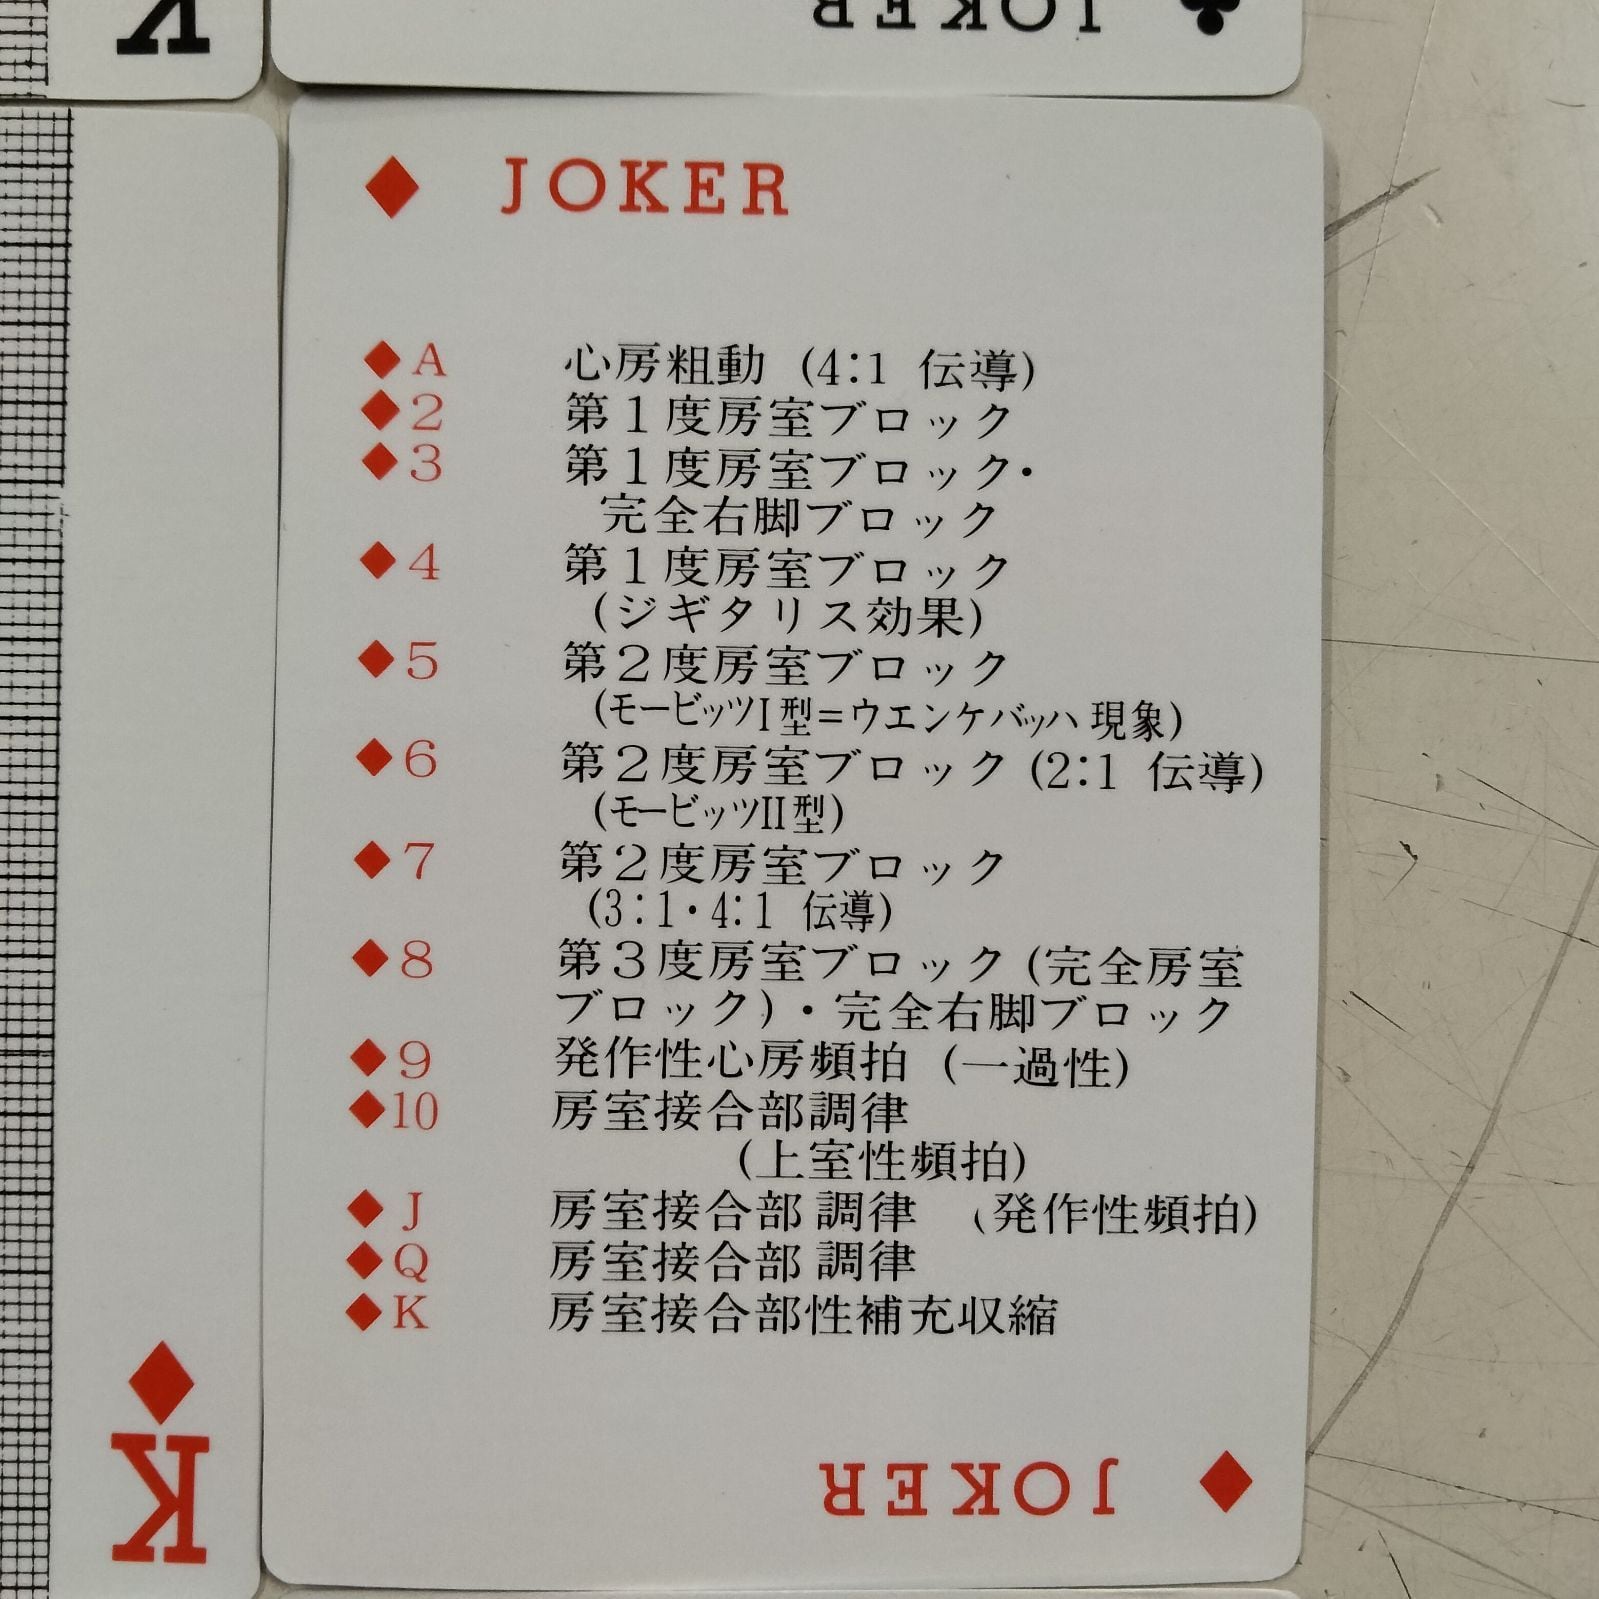 K
JOKER
♦ JOKER
♦A 心房粗動 (4:1 伝導)
♦2 第1度房室ブロック
♦3 第1度房室ブロック・
完全右脚ブロック
♦4 第1度房室ブロック
(ジギタリス効果)
♦5 第2度房室ブロック
(モービッツI型=ウエンケバッハ現象)
♦6 第2度房室ブロック (2:1 伝導)
(モービッツII型)
♦7 第2度房室ブロック
(3:1・4:1 伝導)
♦8 第3度房室ブロック (完全房室
ブロック)・完全右脚ブロック
♦9 発作性心房頻拍 (一過性)
♦10 房室接合部調律
(上室性頻拍)
♦J 房室接合部調律 (発作性頻拍)
♦Q 房室接合部調律
♦K 房室接合部性補充収縮
♦ JOKER
♦
K